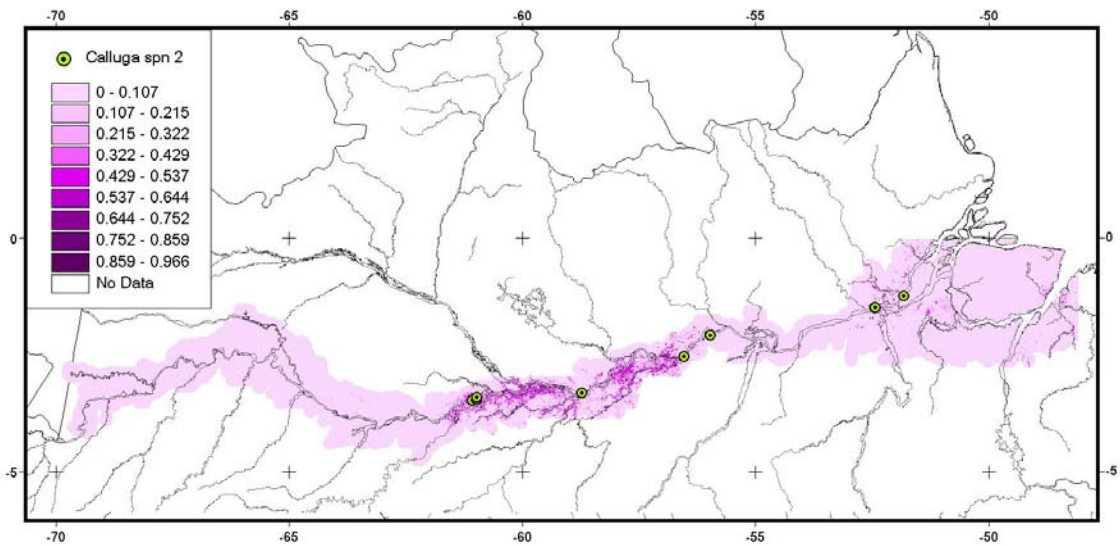 -70 -65 -60 -55 -50
Calluga spn 2
0 - 0.107
0.107 - 0.215
0.215 - 0.322
0.322 - 0.429
0.429 - 0.537
0.537 - 0.644
0.644 - 0.752
0.752 - 0.859
0.859 - 0.966
No Data
0 0
-5 -5
-70 -65 -60 -55 -50